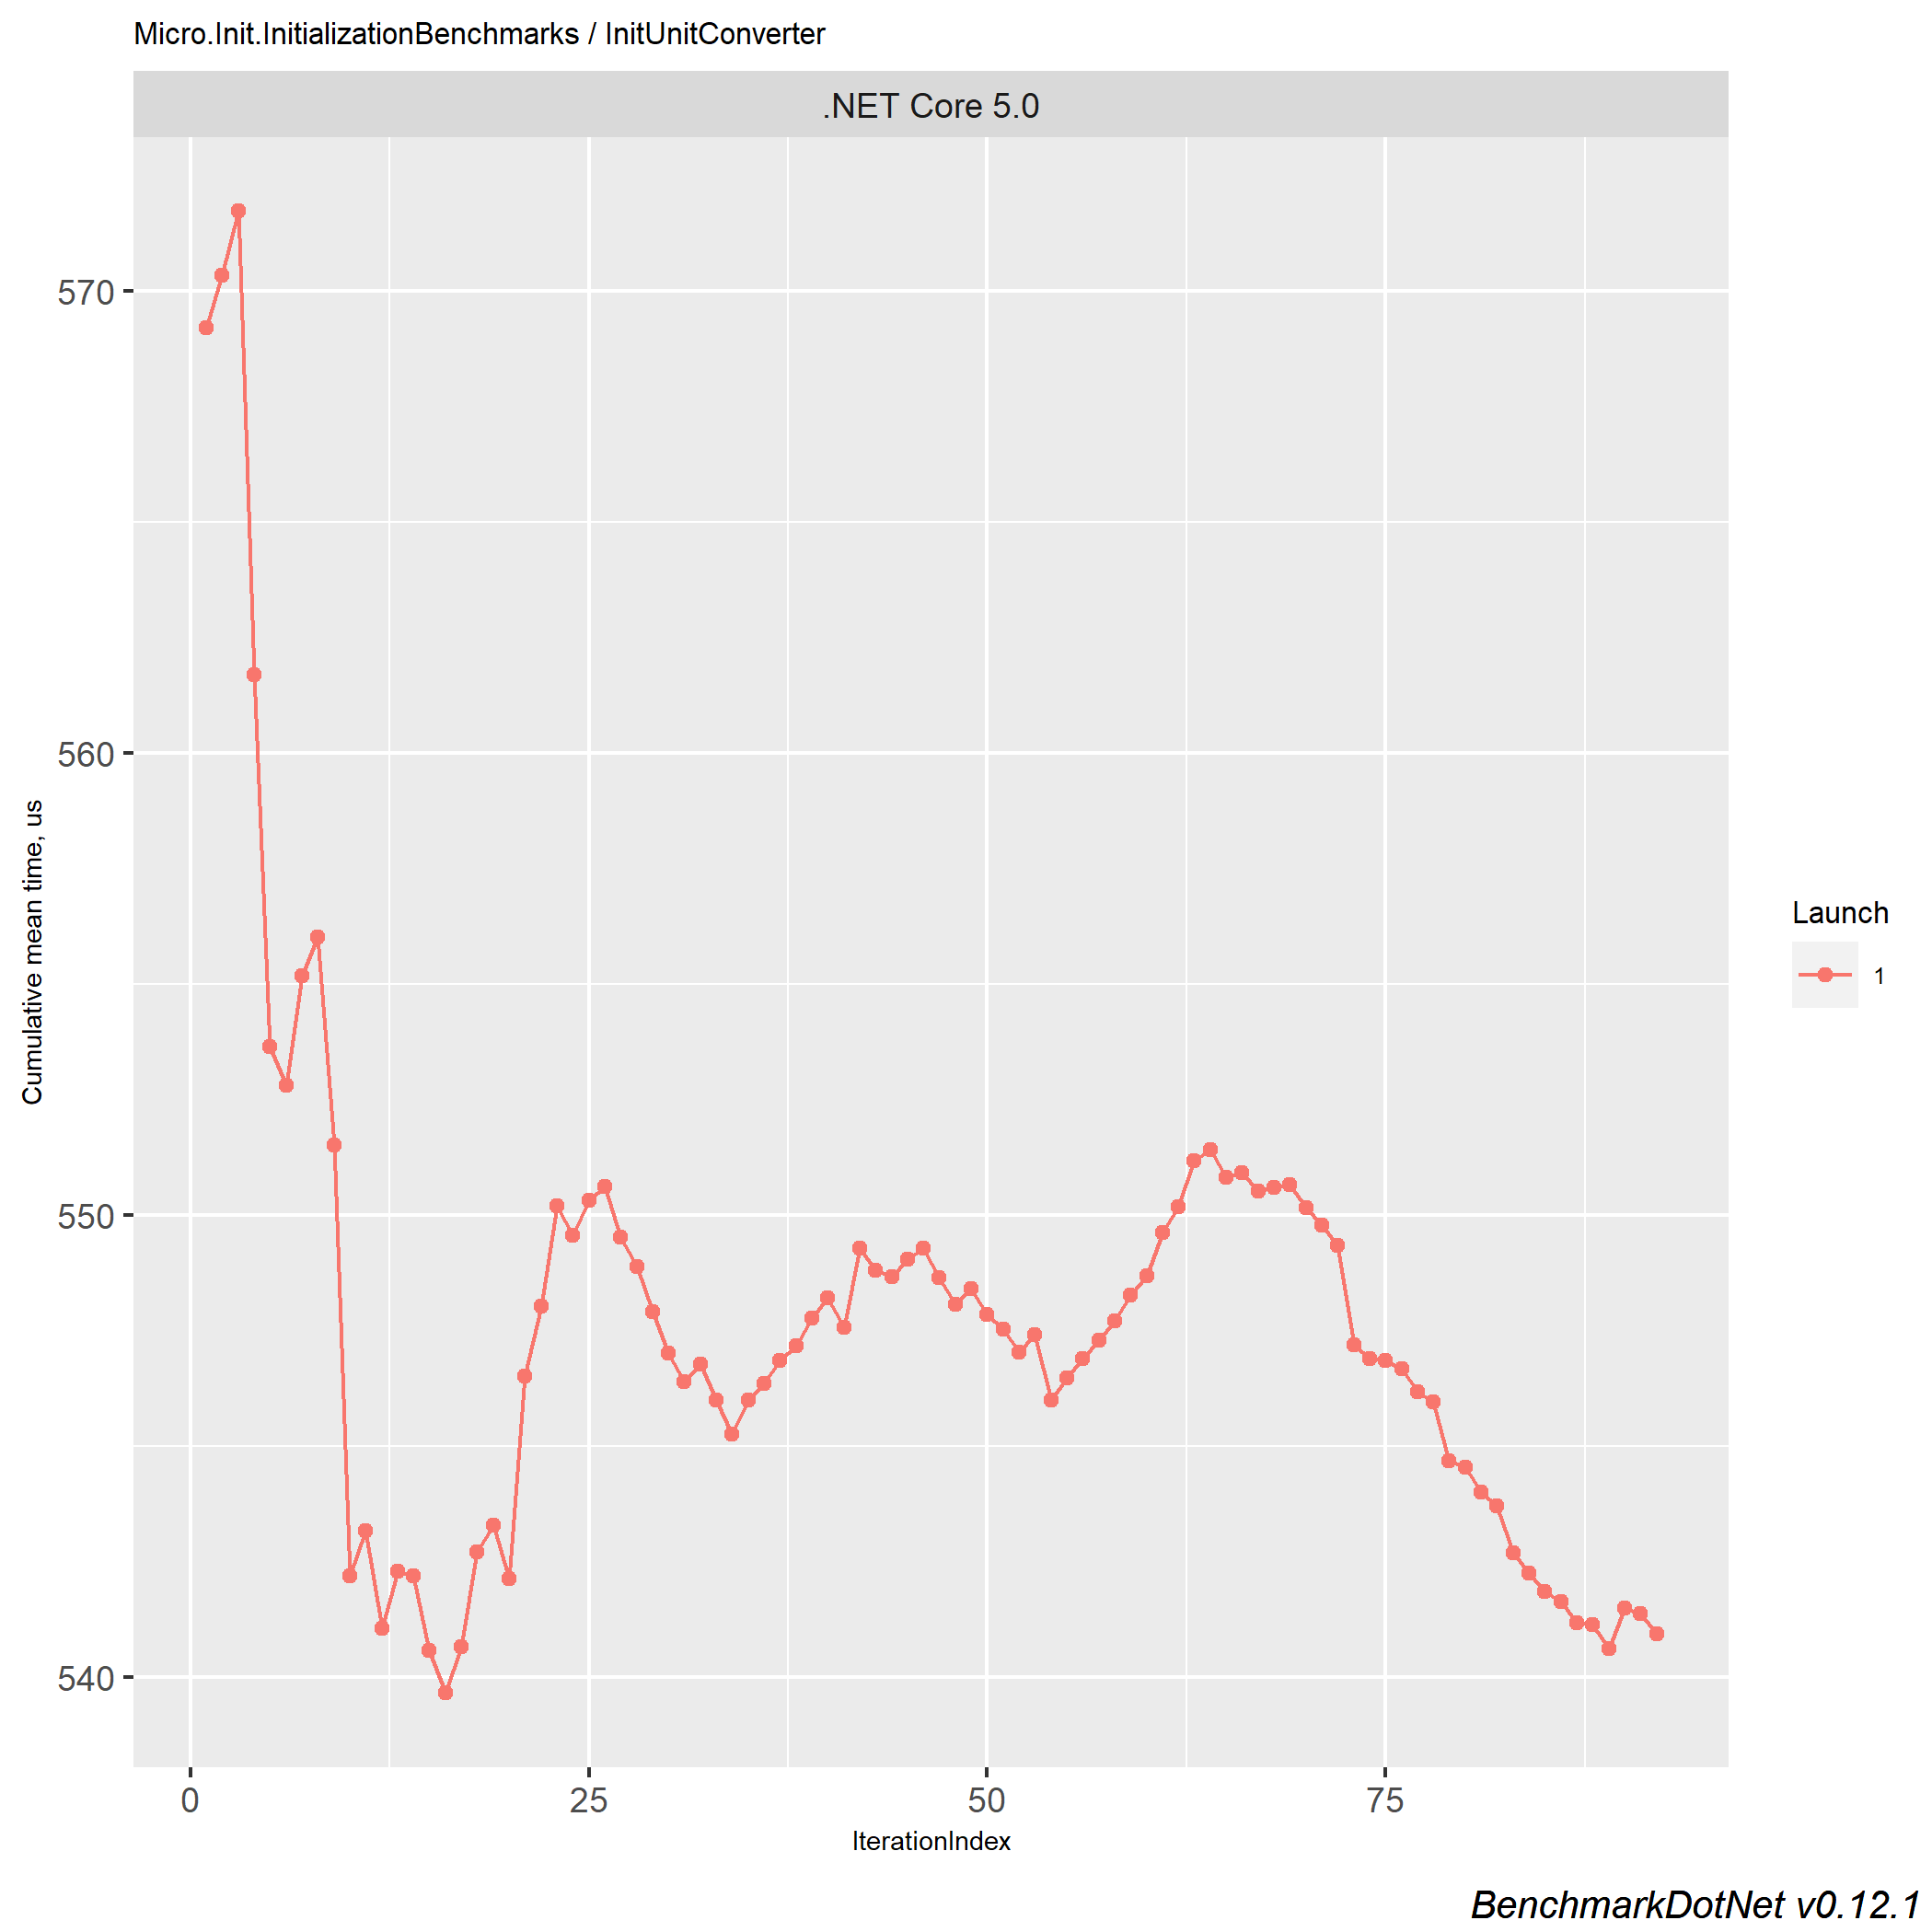 Micro.Init.InitializationBenchmarks / InitUnitConverter
.NET Core 5.0
570
560
550
540
Cumulative mean time, us
0 25 50 75
IterationIndex
Launch
1
BenchmarkDotNet v0.12.1